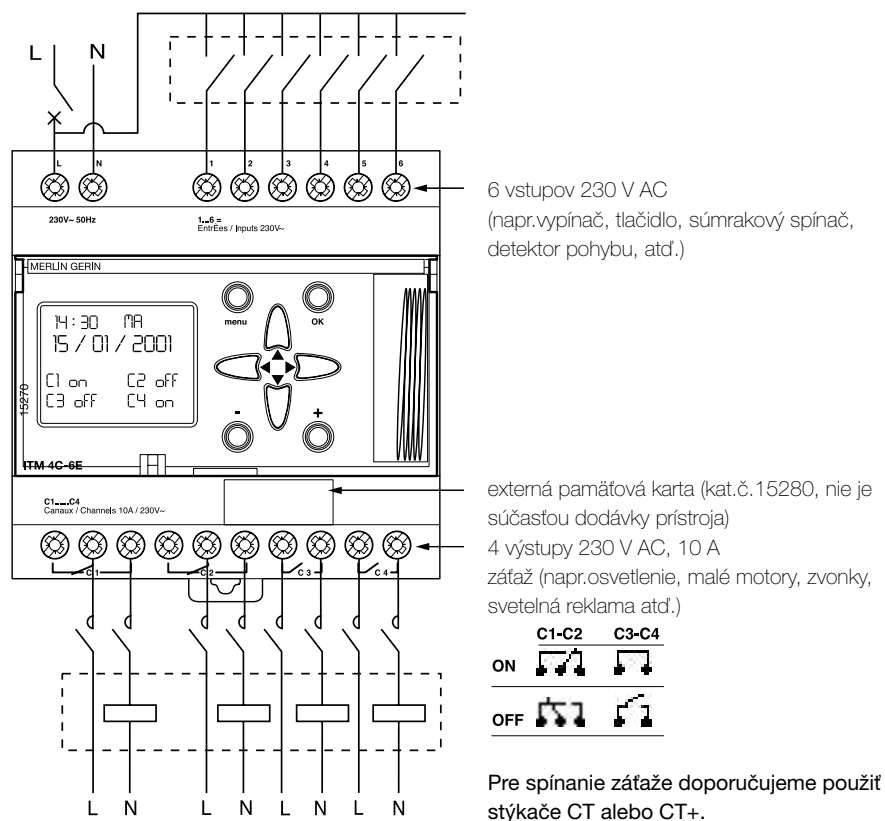 L N
L N 1 2 3 4 5 6
230V~ 50Hz
1...6 =
EntrÉes / Inputs 230V~
6 vstupov 230 V AC
(napr.vypínač, tlačidlo, súmrakový spínač,
detektor pohybu, atď.)
MERLIN GERIN
menu OK
14:30 MA
15 / 01 / 2001
C1 on C2 off
C3 off C4 on
15270
- +
ITM 4C-6E
C1.....C4
Canaux / Channels 10A / 230V~
externá pamäťová karta (kat.č.15280, nie je
súčasťou dodávky prístroja)
4 výstupy 230 V AC, 10 A
záťaž (napr.osvetlenie, malé motory, zvonky,
svetelná reklama atď.)
C 1 C 2 C 3 C 4
C1-C2 C3-C4
ON
OFF
L N L N L N L N
Pre spínanie záťaže doporučujeme použiť
stýkače CT alebo CT+.